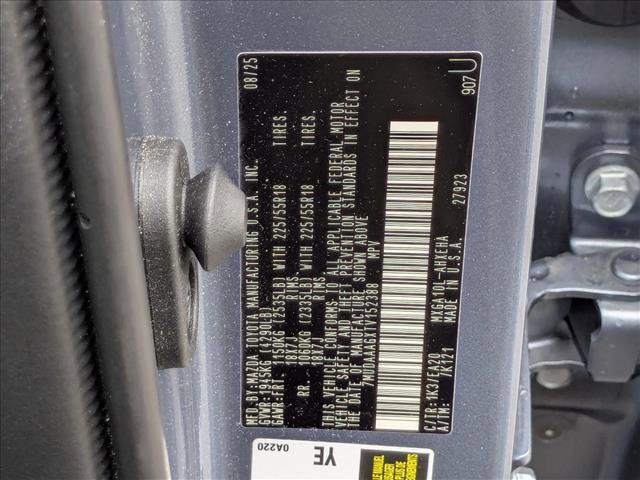 MFD.BY: MAZDA TOYOTA MANUFACTURING U.S.A., INC. 08/25
GVWR: 1945KG (4290LB)
GAWR:FRT. 1150KG (2535LB) WITH 225/55R18 TIRES.
18X7J RIMS.
RR. 1060KG (2335LB) WITH 225/55R18 TIRES.
18X7J RIMS.
THIS VEHICLE CONFORMS TO ALL APPLICABLE FEDERAL MOTOR
VEHICLE SAFETY AND THEFT PREVENTION STANDARDS IN EFFECT ON
THE DATE OF MANUFACTURE SHOWN ABOVE.
MPV
C/TR:1K3/EA20 MXGA10L-AHXEHA
A/TM: 7K121 MADE IN U.S.A. 27923
907 U
0A220
YE